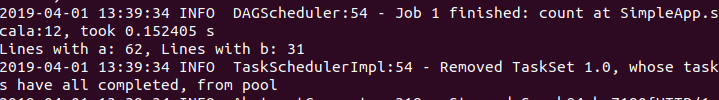 2019-04-01 13:39:34 INFO  DAGScheduler:54 - Job 1 finished: count at SimpleApp.s
cala:12, took 0.152405 s
Lines with a: 62, Lines with b: 31
2019-04-01 13:39:34 INFO  TaskSchedulerImpl:54 - Removed TaskSet 1.0, whose task
s have all completed, from pool